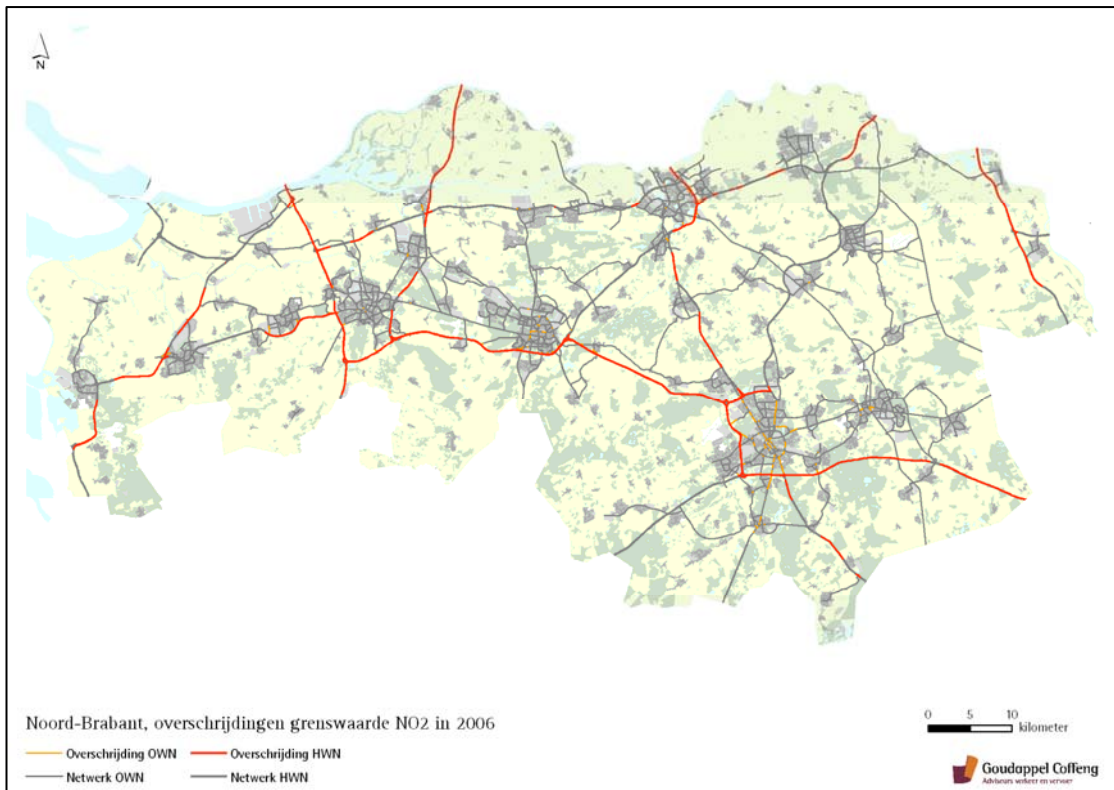 N
Noord-Brabant, overschrijdingen grenswaarde NO2 in 2006
Overschrijding OWN
Overschrijding HWN
Netwerk OWN
Netwerk HWN
0 5 10
kilometer
Goudappel Coffeng
Adviseurs verkeer en vervoer